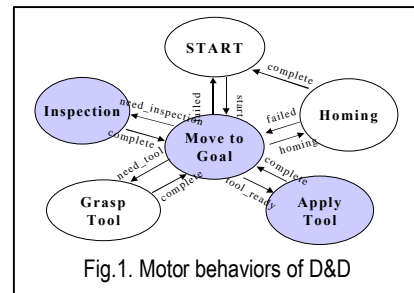 START
complete
failed
start
Inspection
need_inspection
complete
Move to
Goal
failed
homing
Homing
need_tool
complete
Grasp
Tool
complete
tool_ready
Apply
Tool
Fig.1. Motor behaviors of D&D